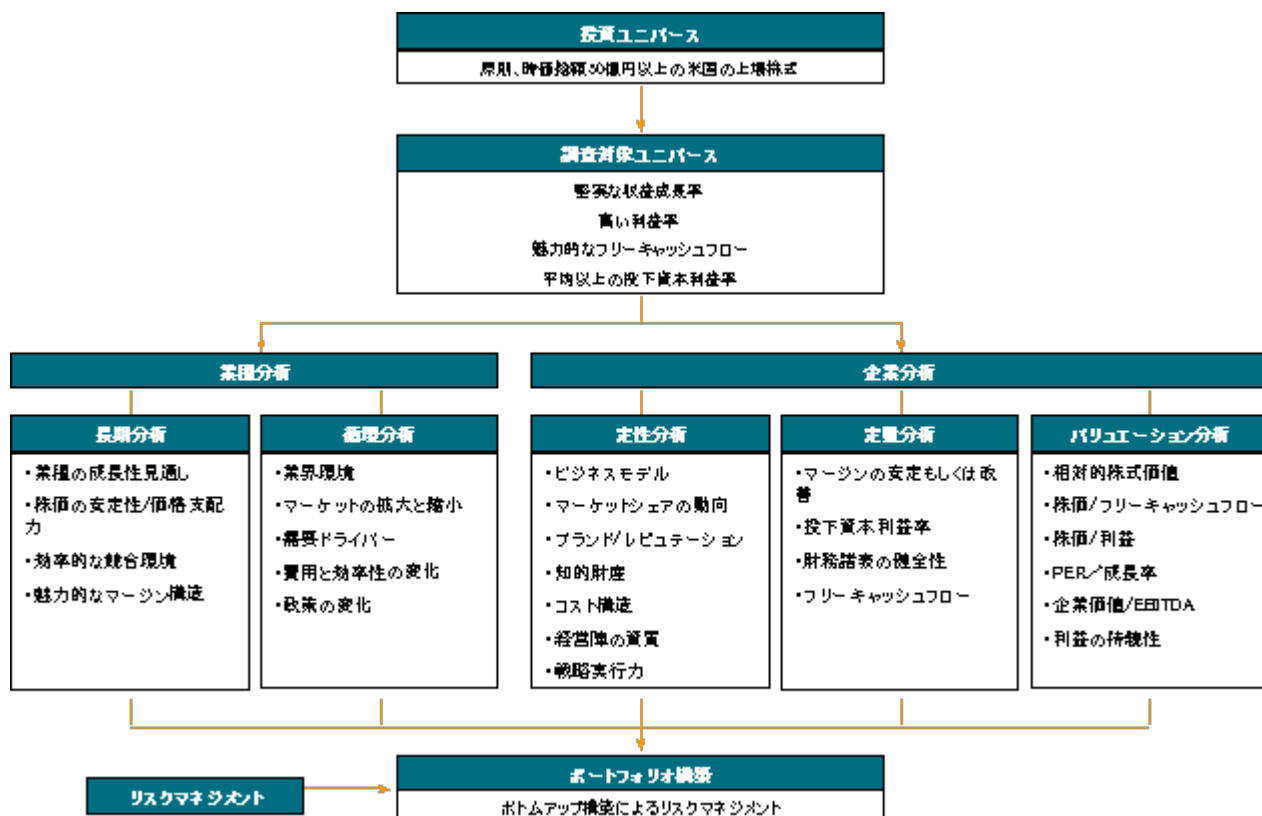 投資ユニバース
原則、時価総額50億円以上の米国の上場株式
調査対象ユニバース
堅実な収益成長率
高い利益率
魅力的なフリーキャッシュフロー
平均以上の投下資本利益率
業種分析
企業分析
長期分析
・業種の成長性見通し
・株価の安定性/価格支配
力
・効率的な競合環境
・魅力的なマージン構造
循環分析
・業界環境
・マーケットの拡大と縮小
・需要ドライバー
・費用と効率性の変化
・政策の変化
定性分析
・ビジネスモデル
・マーケットシェアの動向
・ブランド/レピュテーション
・知的財産
・コスト構造
・経営陣の資質
・戦略実行力
定量分析
・マージンの安定もしくは改
善
・投下資本利益率
・財務諸表の健全性
・フリーキャッシュフロー
バリュエーション分析
・相対的株式価値
・株価/フリーキャッシュフロー
・株価/利益
・PER/成長率
・企業価値/EBITDA
・利益の持続性
リスクマネジメント
ポートフォリオ構築
ボトムアップ構築によるリスクマネジメント